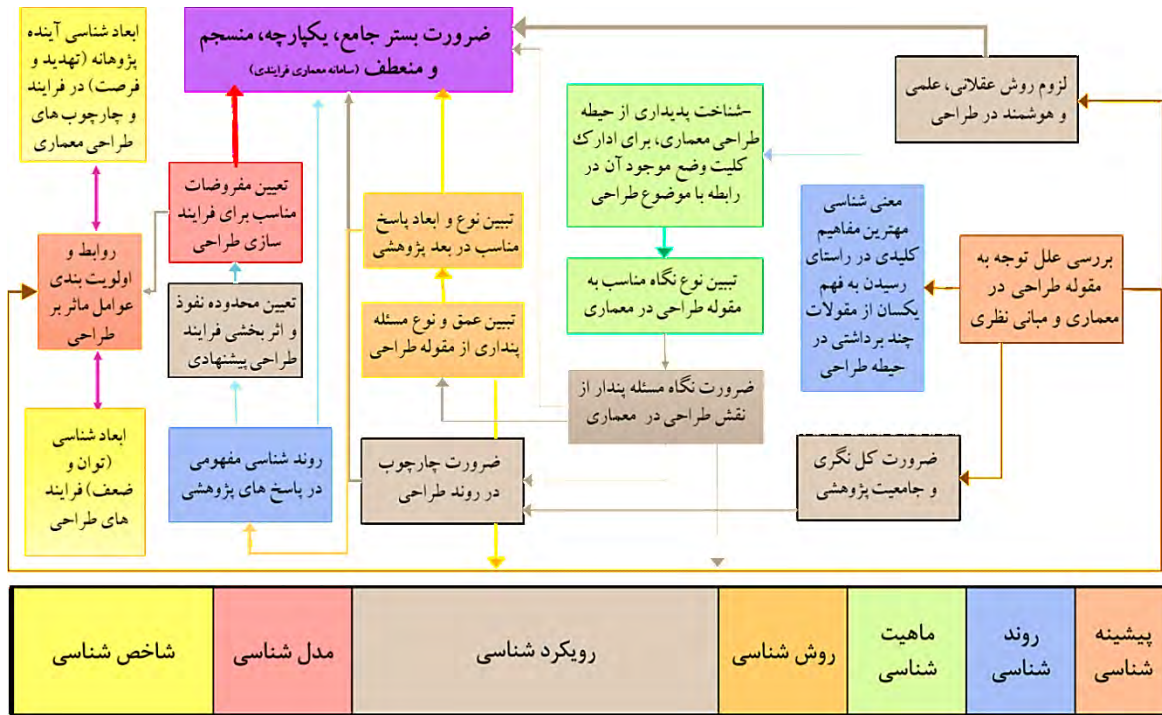 ضرورت بستر جامع، یکپارچه، منسجم
و منعطف (سامانه معماری فرایندی)
ابعاد شناسی آینده
پژوهانه (تهدید و
فرصت) در فرایند
و چارچوب های
طراحی معماری
لزوم روش عقلانی، علمی
و هوشمند در طراحی
-شناخت پدیداری از حیطه
طراحی معماری، برای ادارک
کلیت وضع موجود آن در
رابطه با موضوع طراحی
تعیین مفروضات
مناسب برای فرایند
سازی طراحی
تبیین نوع و ابعاد پاسخ
مناسب در بعد پژوهشی
معنی شناسی
مهترین مفاهیم
کلیدی در راستای
رسیدن به فهم
یکسان از مقولات
چند برداشتی در
حیطه طراحی
بررسی علل توجه به
مقوله طراحی در
معماری و مبانی نظری
روابط و
اولویت بندی
عوامل ماثر بر
طراحی
تبیین نوع نگاه مناسب به
مقوله طراحی در معماری
تعیین محدوده نفوذ
و اثر بخشی فرایند
طراحی پیشنهادی
تبیین عمق و نوع مسئله
پنداری از مقوله طراحی
ضرورت نگاه مسئله پندار از
نقش طراحی در معماری
ابعاد شناسی
(توان و
ضعف) فرایند
های طراحی
روند شناسی مفهومی
در پاسخ های پژوهشی
ضرورت چارچوب
در روند طراحی
ضرورت کل نگری
و جامعیت پژوهشی
پیشینه
شناسی
روند
شناسی
ماهیت
شناسی
روش شناسی
رویکرد شناسی
مدل شناسی
شاخص شناسی